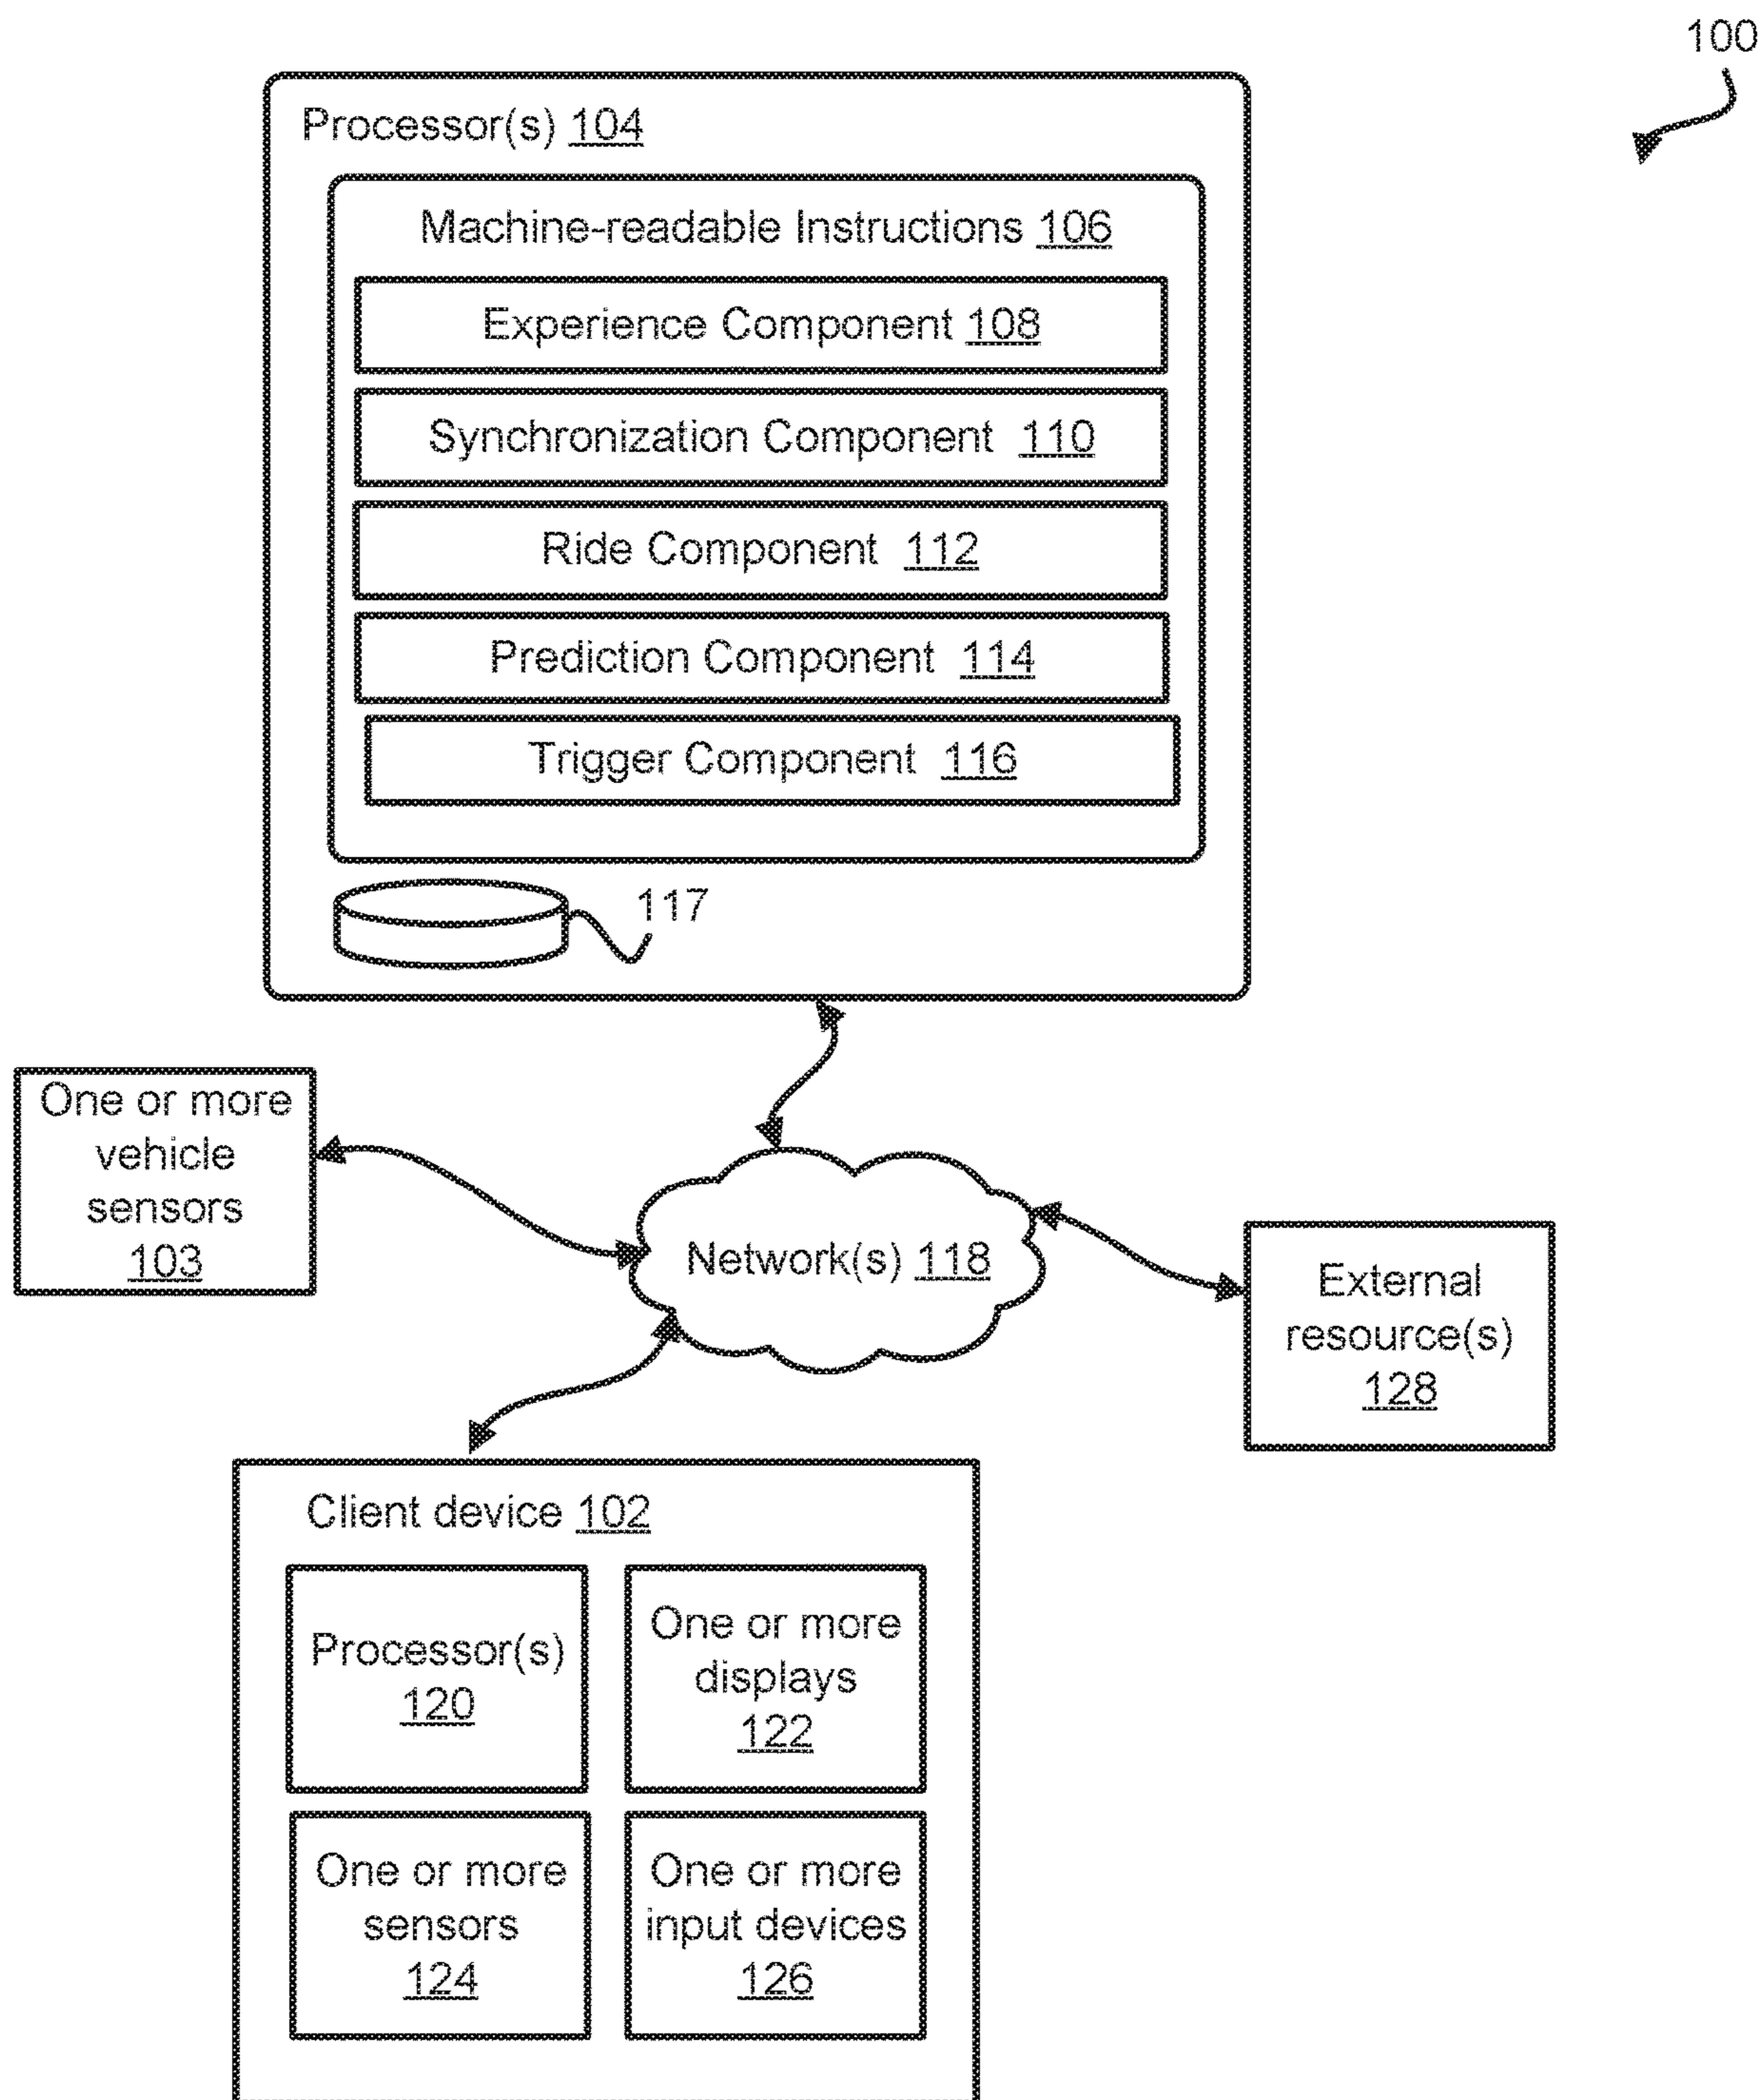 100
Processor(s) 104
Machine-readable Instructions 106
Experience Component 108
Synchronization Component 110
Ride Component 112
Prediction Component 114
Trigger Component 116
117
One or more
vehicle
sensors
103
Network(s) 118
External
resource(s)
128
Client device 102
Processor(s)
120
One or more
displays
122
One or more
sensors
124
One or more
input devices
126